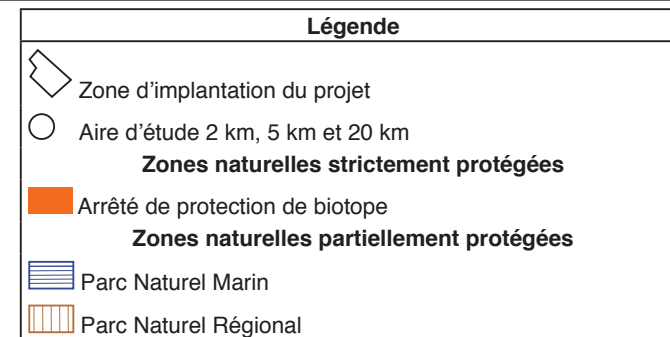 Légende
Zone d'implantation du projet
Aire d'étude 2 km, 5 km et 20 km
Zones naturelles strictement protégées
Arrêté de protection de biotope
Zones naturelles partiellement protégées
Parc Naturel Marin
Parc Naturel Régional